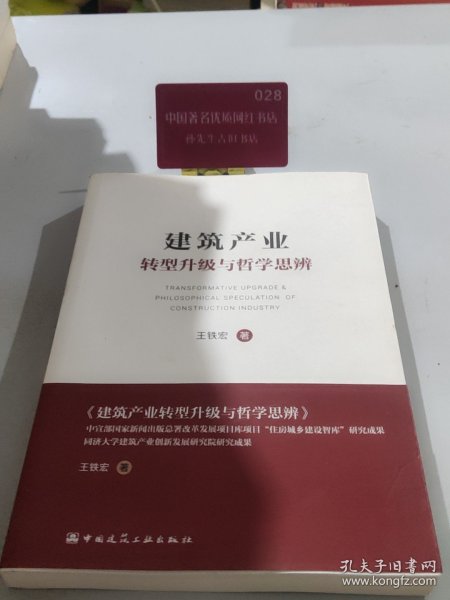 028
中国著名优质网红书店
孙先生古旧书店
建筑产业
转型升级与哲学思辨
TRANSFORMATIVE UPGRADE &
PHILOSOPHICAL SPECULATION OF
CONSTRUCTION INDUSTRY
王铁宏 著
《建筑产业转型升级与哲学思辨》
中宣部国家新闻出版总署改革发展项目库项目“住房城乡建设智库”研究成果
同济大学建筑产业创新发展研究院研究成果
王铁宏 著
中国建筑工业出版社
孔夫子旧书网
www.kongfz.com